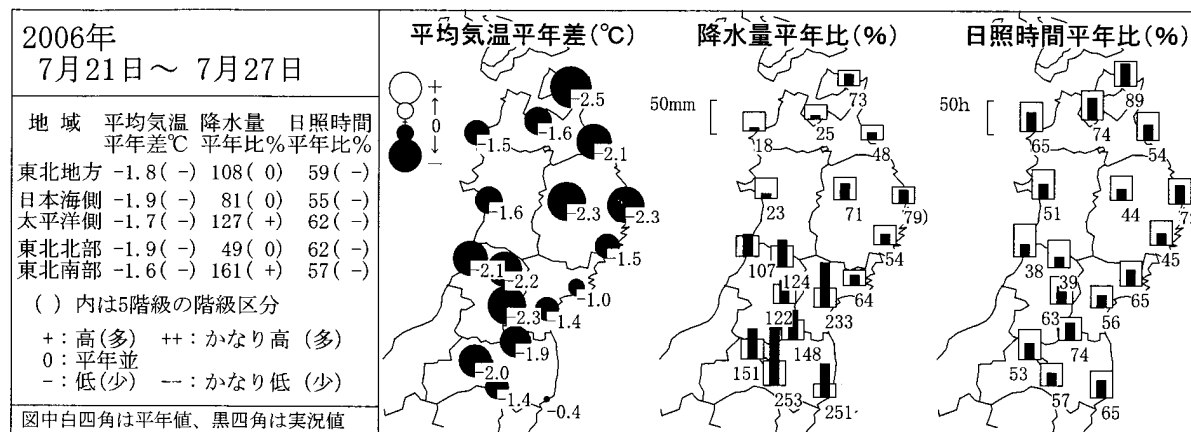 2006年
7月21日～ 7月27日
地 域 平均気温 降水量 日照時間
平年差℃ 平年比% 平年比%
東北地方 -1.8( -) 108( 0) 59( -)
日本海側 -1.9( -) 81( 0) 55( -)
太平洋側 -1.7( -) 127( +) 62( -)
東北北部 -1.9( -) 49( 0) 62( -)
東北南部 -1.6( -) 161( +) 57( -)
( ) 内は5階級の階級区分
+：高(多) ++：かなり高 (多)
0：平年並
-：低(少) --：かなり低 (少)
図中白四角は平年値、黒四角は実況値
平均気温平年差(℃)
+
↑
0
↓
-
-2.5
-1.6
-1.5
-2.1
-1.6
-2.3
-2.3
-1.5
-2.1
-2.2
-1.0
-2.3
-1.4
-1.9
-2.0
-1.4
-0.4
降水量平年比(%)
50mm
73
25
18
48
23
71
79)
54
107
124
64
122
233
148
151
253
251
日照時間平年比(%)
50h
89
74
65
54
51
44
45
38
39
65
63
56
74
53
57
65